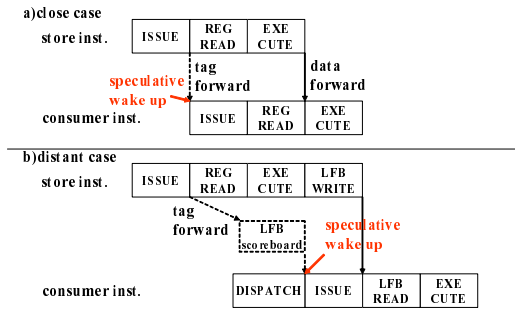 a)close case
store inst.
ISSUE
REG
READ
EXE
CUTE
tag
forward
data
forward
speculative
wake up
consumer inst.
ISSUE
REG
READ
EXE
CUTE
b)distant case
store inst.
ISSUE
REG
READ
EXE
CUTE
LFB
WRITE
tag
forward
LFB
scoreboard
speculative
wake up
consumer inst.
DISPATCH
ISSUE
LFB
READ
EXE
CUTE